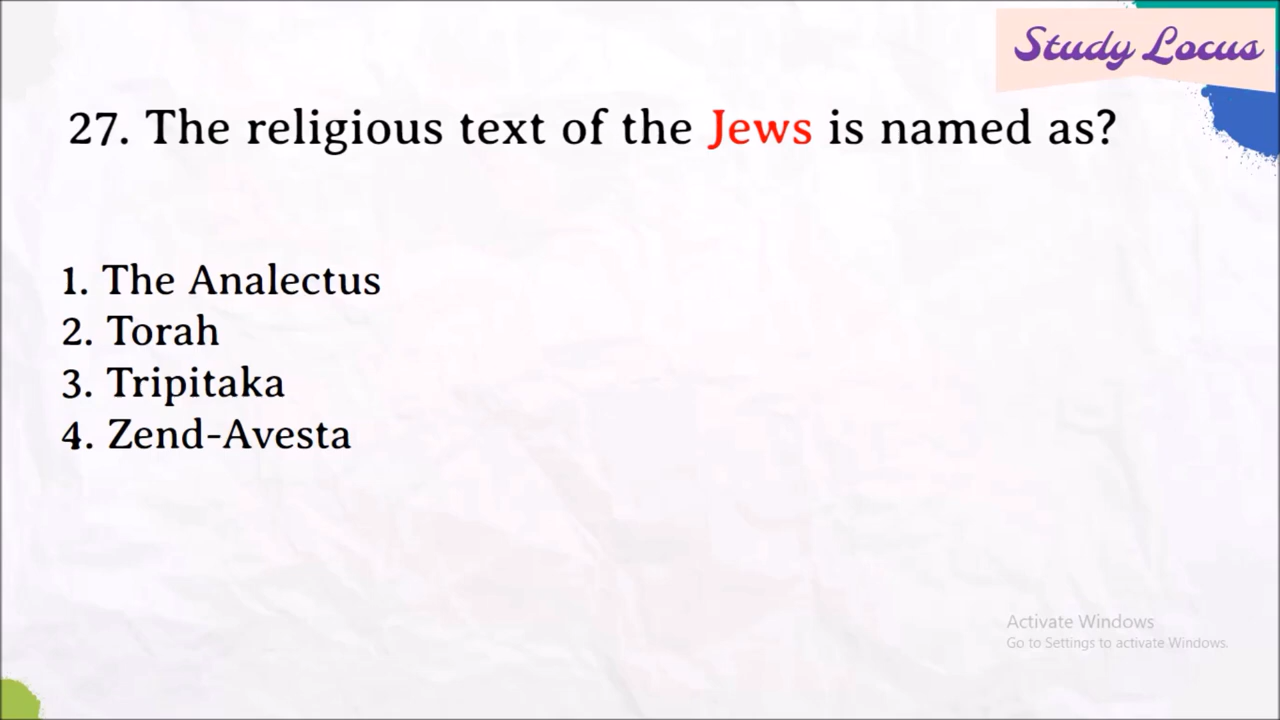 Study Locus
27. The religious text of the Jews is named as?
1. The Analectus
2. Torah
3. Tripitaka
4. Zend-Avesta
Activate Windows
Go to Settings to activate Windows.